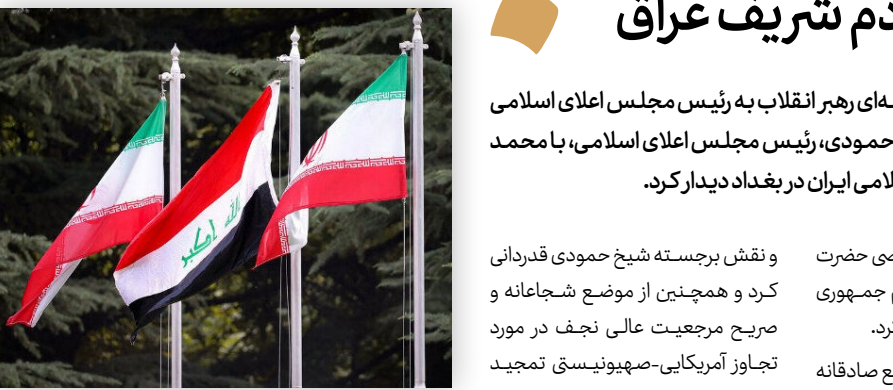 دم شریف عراق
ه‌ای رهبر انقلاب به رئیس مجلس اعلای اسلامی
حمودی، رئیس مجلس اعلای اسلامی، با محمد
لامی ایران در بغداد دیدار کرد.
صی حضرت
م جمهوری
کرد.
ع صادقانه
و نقش برجسته شیخ حمودی قدردانی
کرد و همچنین از موضع شجاعانه و
صریح مرجعیت عالی نجف در مورد
تجاوز آمریکایی-صهیونیستی تمجید
الله اکبر